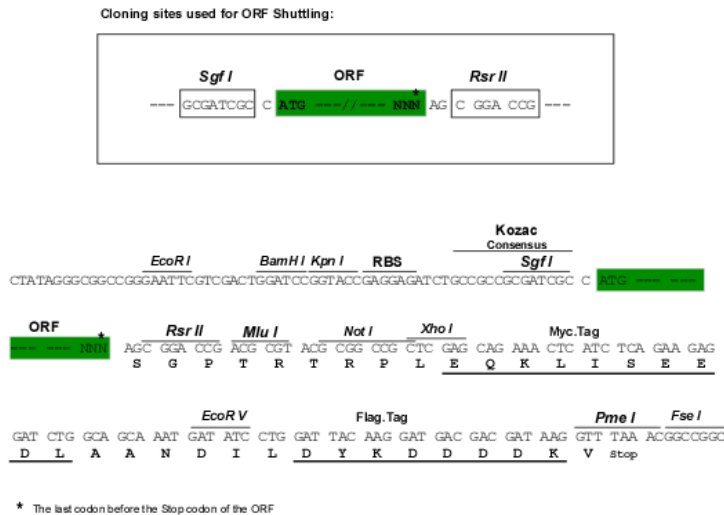 Cloning sites used for ORF Shuttling:
Sgf I ORF Rsr II
*
--- GCGATCGC C ATG ---//--- NNN AG C GGA CCG ---
Kozac
Consensus
EcoR I BamH I Kpn I RBS Sgf I
CTATAGGGCGGCCGGGAATTCGTCGACTGGATCCGGTACCGAGGAGATCTGCCGCCGCGATCGC C ATG --- ---
ORF * Rsr II Mlu I Not I Xho I Myc.Tag
--- --- NNN AGC GGA CCG ACG CGT ACG CGG CCG CTC GAG CAG AAA CTC ATC TCA GAA GAG
S G P T R T R P L E Q K L I S E E
EcoR V Flag.Tag Pme I Fse I
GAT CTG GCA GCA AAT GAT ATC CTG GAT TAC AAG GAT GAC GAC GAT AAG GTT TAA ACGGCCGGC
D L A A N D I L D Y K D D D D K V Stop
* The last codon before the Stop codon of the ORF